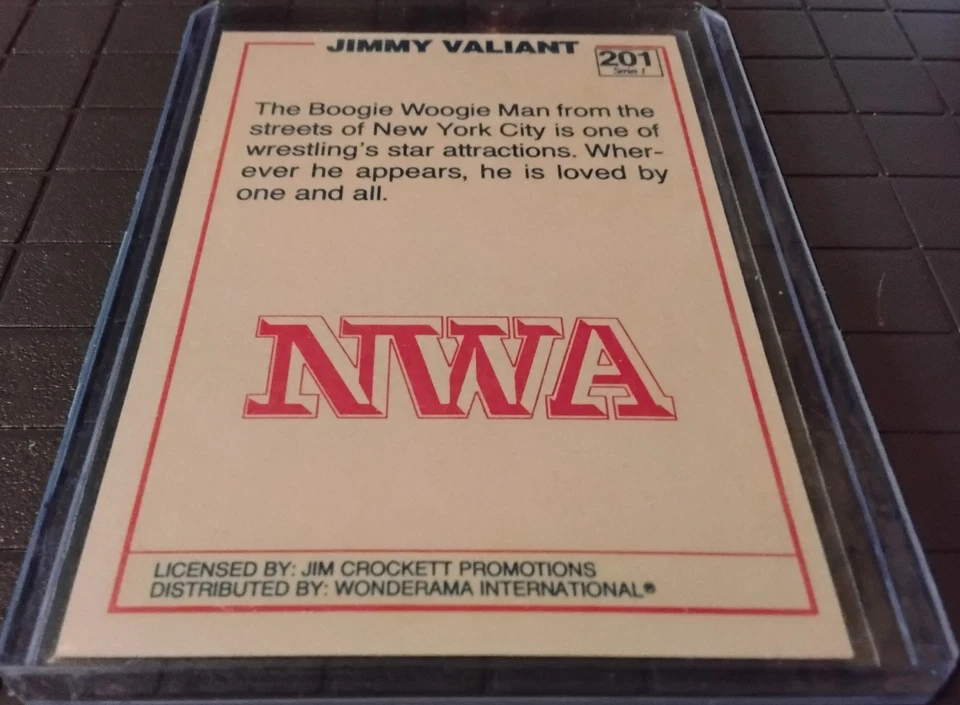 JIMMY VALIANT
201
Series 1
The Boogie Woogie Man from the
streets of New York City is one of
wrestling's star attractions. Wher-
ever he appears, he is loved by
one and all.
NWA
LICENSED BY: JIM CROCKETT PROMOTIONS
DISTRIBUTED BY: WONDERAMA INTERNATIONAL®